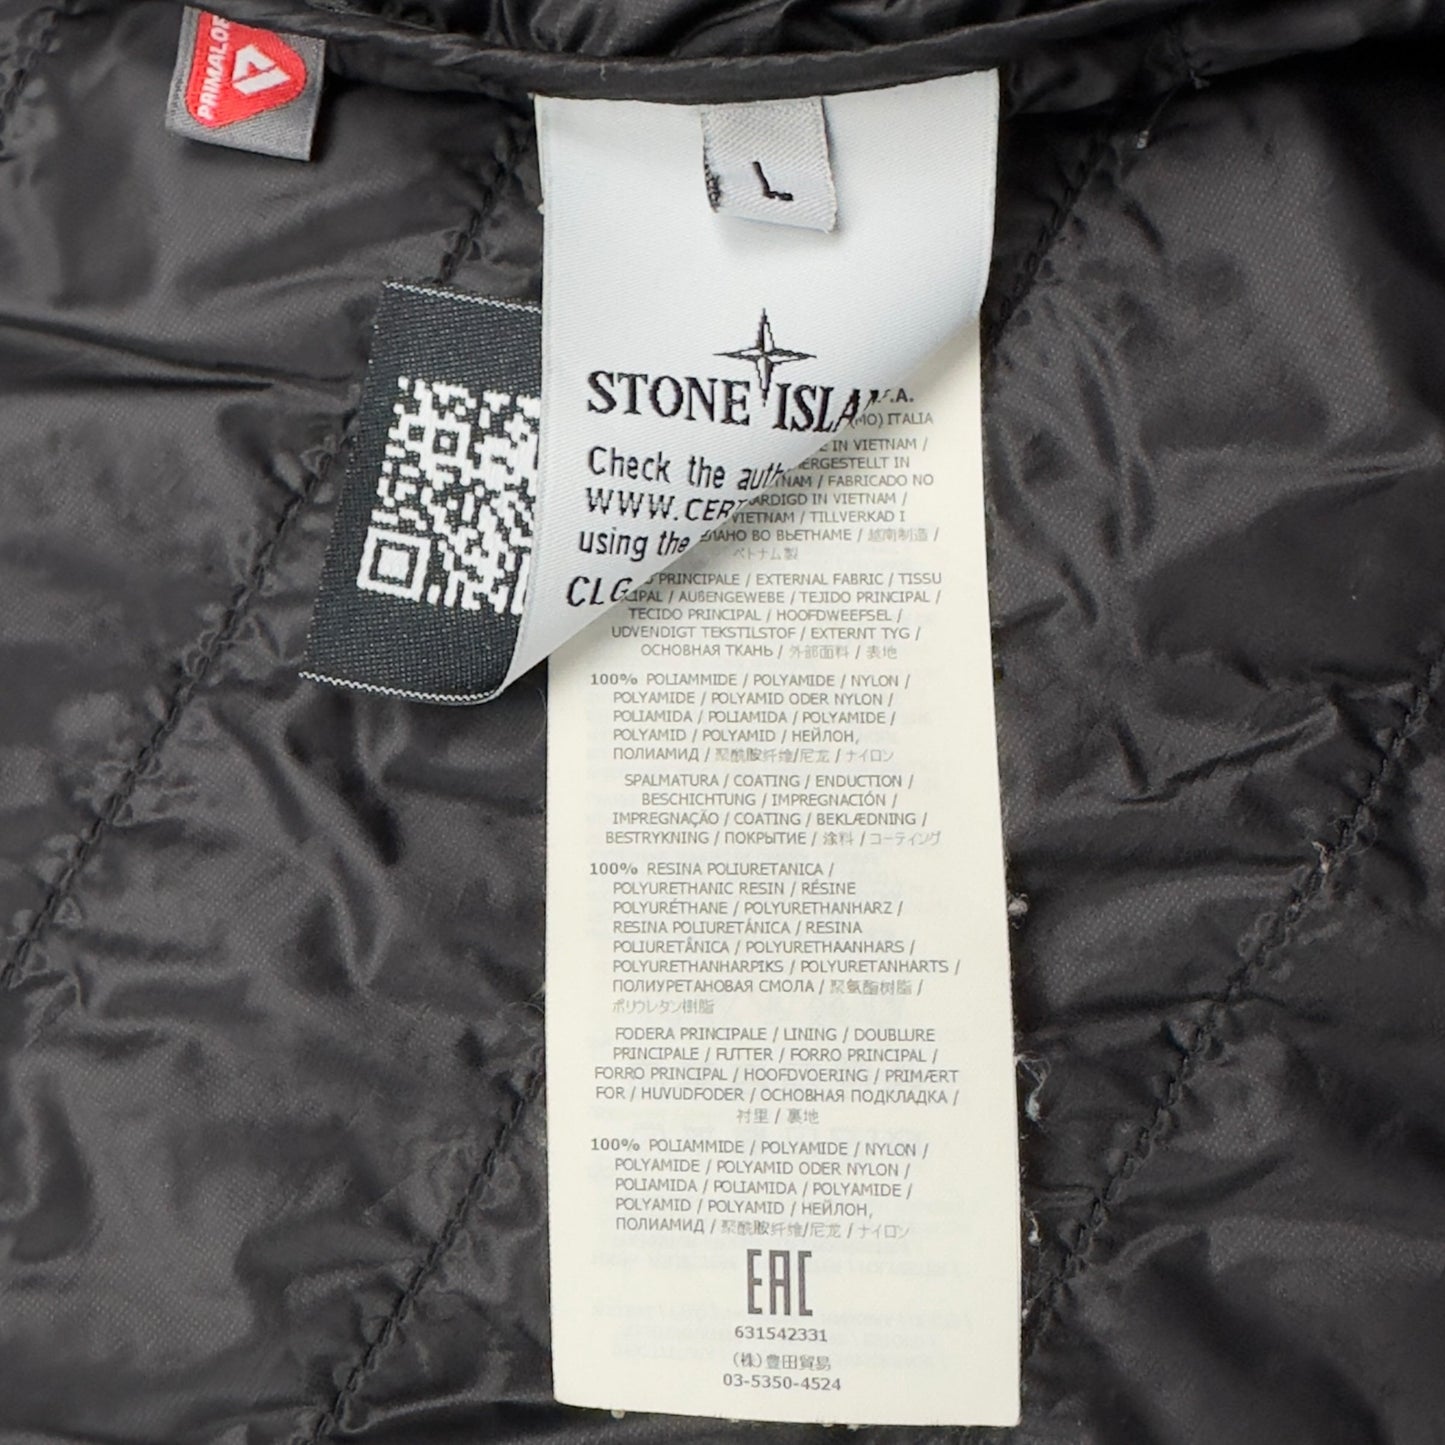 PRIMALOF
L
STONE ISLA
Check the auth
WWW.CERT
using the
CLG
.A.
(MO) ITALIA
E IN VIETNAM /
ERGESTELLT IN
TNAM / FABRICADO NO
ARDIGD IN VIETNAM /
VIETNAM / TILLVERKAD I
ЛАНО ВО ВЬЕТНАМЕ / 越南制造 /
ベトナム製
O PRINCIPALE / EXTERNAL FABRIC / TISSU
CIPAL / AUßENGEWEBE / TEJIDO PRINCIPAL /
TECIDO PRINCIPAL / HOOFDWEEFSEL /
UDVENDIGT TEKSTILSTOF / EXTERNT TYG /
ОСНОВНАЯ ТКАНЬ / 外部面料 / 表地
100% POLIAMMIDE / POLYAMIDE / NYLON /
POLYAMIDE / POLYAMID ODER NYLON /
POLIAMIDA / POLIAMIDA / POLYAMIDE /
POLYAMID / POLYAMID / НЕЙЛОН,
ПОЛИАМИД / 聚酰胺纤维/尼龙 / ナイロン
SPALMATURA / COATING / ENDUCTION /
BESCHICHTUNG / IMPREGNACIÓN /
IMPREGNAÇÃO / COATING / BEKLÆDNING /
BESTRYKNING / ПОКРЫТИЕ / 涂料 / コーティング
100% RESINA POLIURETANICA /
POLYURETHANIC RESIN / RÉSINE
POLYURÉTHANE / POLYURETHANHARZ /
RESINA POLIURETÁNICA / RESINA
POLIURETÂNICA / POLYURETHAANHARS /
POLYURETHANHARPIKS / POLYURETANHARTS /
ПОЛИУРЕТАНОВАЯ СМОЛА / 聚氨酯树脂 /
ポリウレタン樹脂
FODERA PRINCIPALE / LINING / DOUBLURE
PRINCIPALE / FUTTER / FORRO PRINCIPAL /
FORRO PRINCIPAL / HOOFDVOERING / PRIMÆRT
FOR / HUVUDFODER / ОСНОВНАЯ ПОДКЛАДКА /
衬里 / 裏地
100% POLIAMMIDE / POLYAMIDE / NYLON /
POLYAMIDE / POLYAMID ODER NYLON /
POLIAMIDA / POLIAMIDA / POLYAMIDE /
POLYAMID / POLYAMID / НЕЙЛОН,
ПОЛИАМИД / 聚酰胺纤维/尼龙 / ナイロン
EAC
631542331
(株)豊田貿易
03-5350-4524